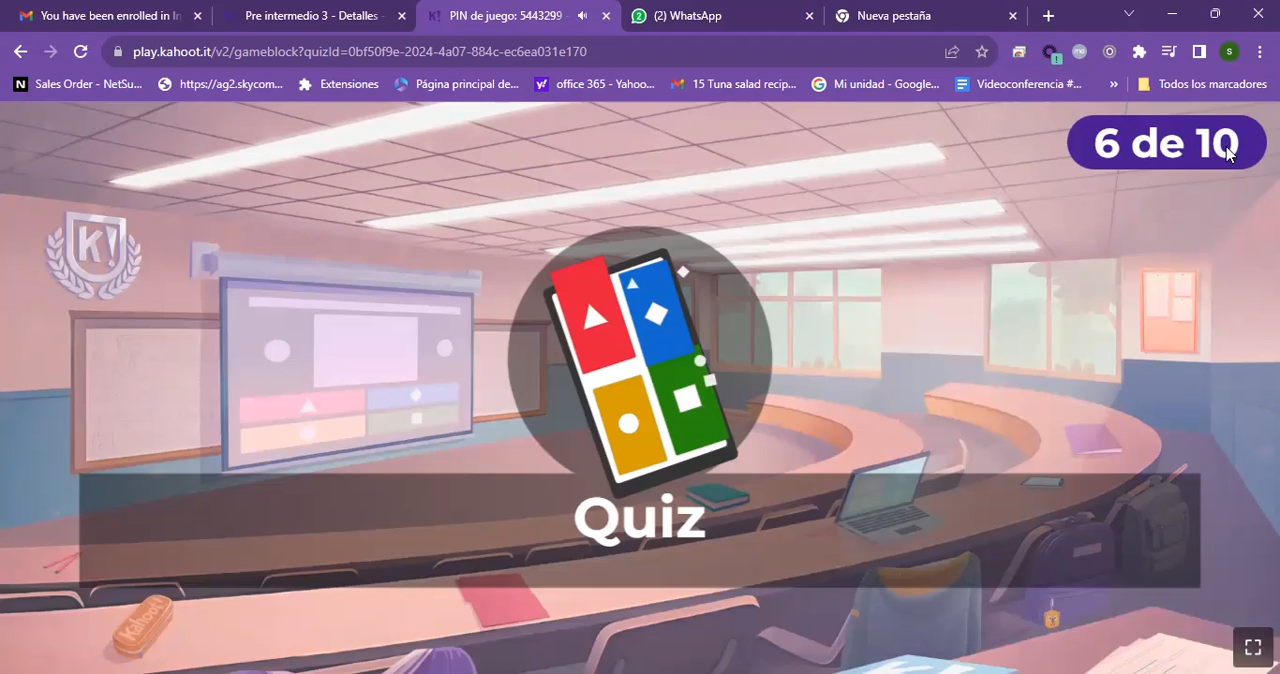 You have been enrolled in In
Pre intermedio 3 - Detalles
PIN de juego: 5443299 -
(2) WhatsApp
Nueva pestaña
play.kahoot.it/v2/gameblock?quizId=0bf50f9e-2024-4a07-884c-ec6ea031e170
Sales Order - NetSu...
https://ag2.skycom...
Extensiones
Página principal de...
office 365 - Yahoo...
15 Tuna salad recip...
Mi unidad - Google...
Videoconferencia #...
»
Todos los marcadores
6 de 10
K!
Quiz
Kahoot!